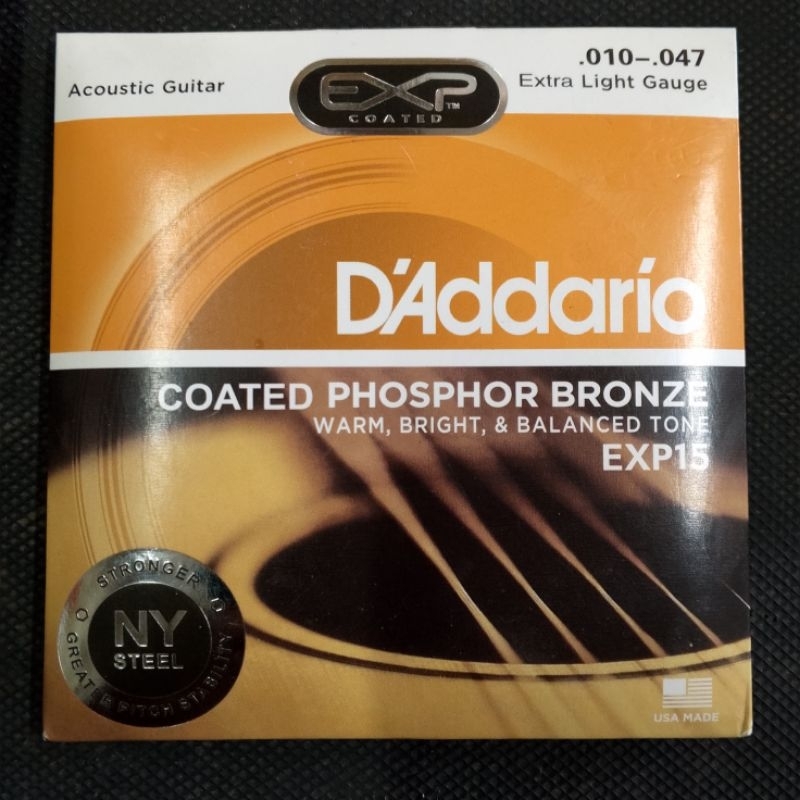 Acoustic Guitar
EXP™
COATED
.010–.047
Extra Light Gauge
D'Addario
COATED PHOSPHOR BRONZE
WARM, BRIGHT, & BALANCED TONE
EXP15
STRONGER
NY
STEEL
GREATER PITCH STABILITY
USA MADE